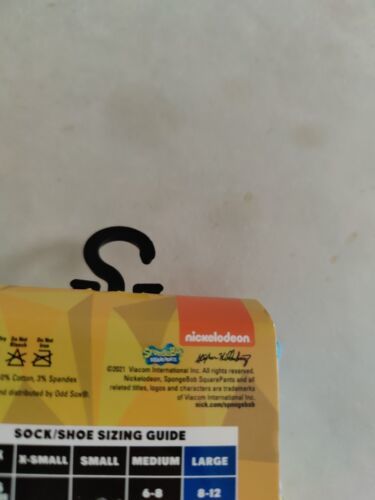 nickelodeon
Do Not Bleach
Do Not Iron
SpongeBob
SQUAREPANTS
©2021 Viacom International Inc. All rights reserved.
0% Cotton, 3% Spandex
Nickelodeon, SpongeBob SquarePants and all
and distributed by Odd Sox®.
related titles, logos and characters are trademarks
of Viacom International Inc.
nick.com/spongebob
SOCK/SHOE SIZING GUIDE
X-SMALL SMALL MEDIUM LARGE
6-8 8-12